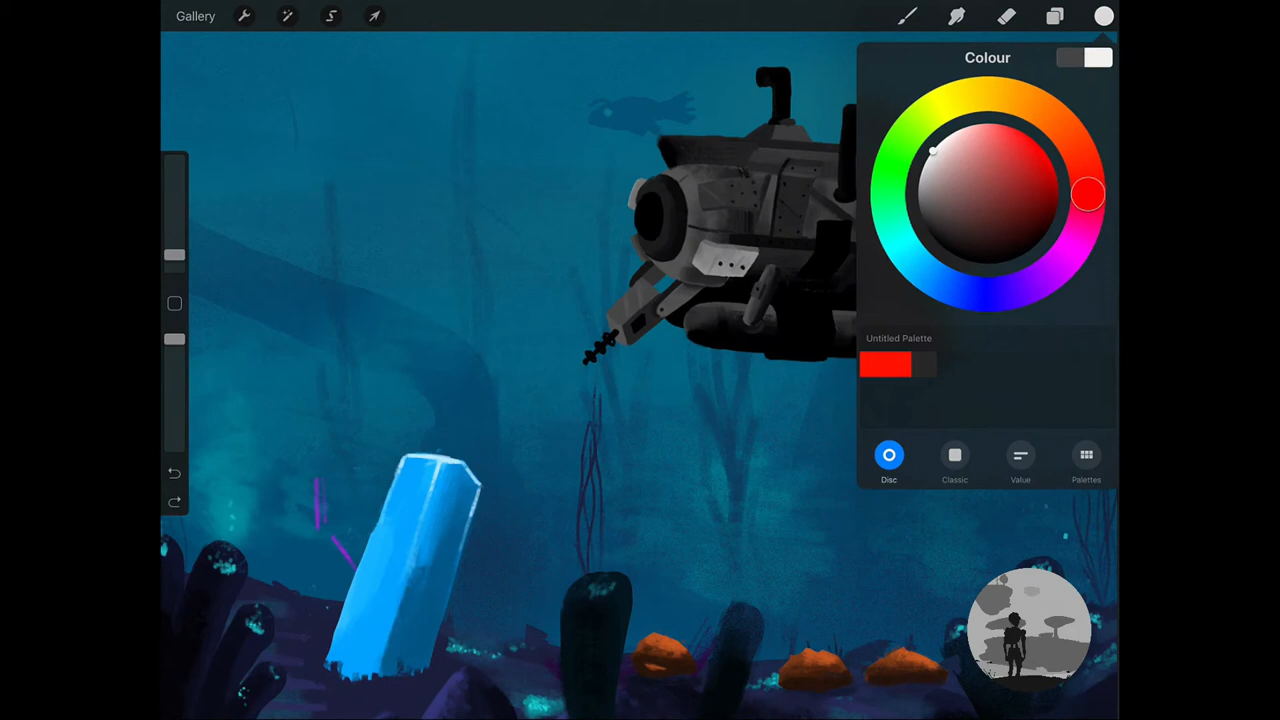 Gallery
Colour
Untitled Palette
Disc
Classic
Value
Palettes